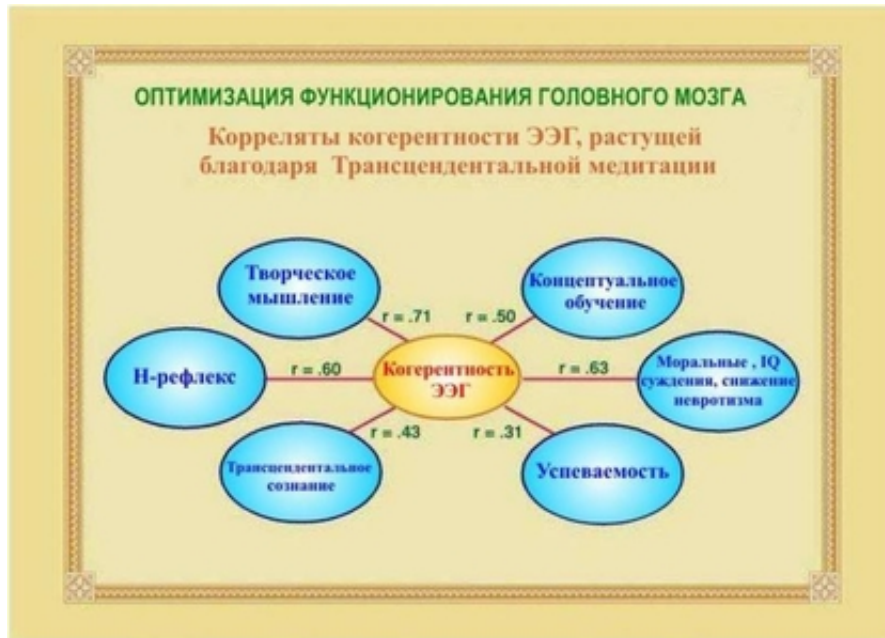 ОПТИМИЗАЦИЯ ФУНКЦИОНИРОВАНИЯ ГОЛОВНОГО МОЗГА
Корреляты когерентности ЭЭГ, растущей
благодаря Трансцендентальной медитации
Творческое
мышление
Концептуальное
обучение
r = .71
r = .50
Н-рефлекс
r = .60
Когерентность
ЭЭГ
r = .63
Моральные , IQ
суждения, снижение
невротизма
r = .43
r = .31
Трансцендентальное
сознание
Успеваемость